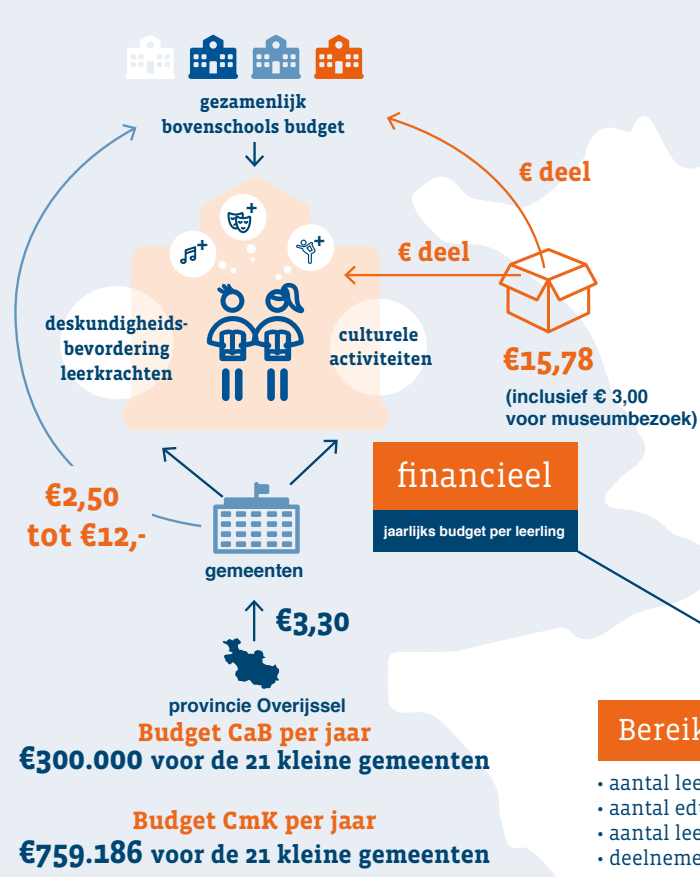 gezamenlijk
bovenschools budget
€ deel
€ deel
deskundigheids-
bevordering
leerkrachten
culturele
activiteiten
€15,78
(inclusief € 3,00
voor museumbezoek)
financieel
jaarlijks budget per leerling
€2,50
tot €12,-
gemeenten
€3,30
provincie Overijssel
Budget CaB per jaar
€300.000 voor de 21 kleine gemeenten
Budget CmK per jaar
€759.186 voor de 21 kleine gemeenten
Bereik
• aantal lee
• aantal edu
• aantal lee
• deelneme